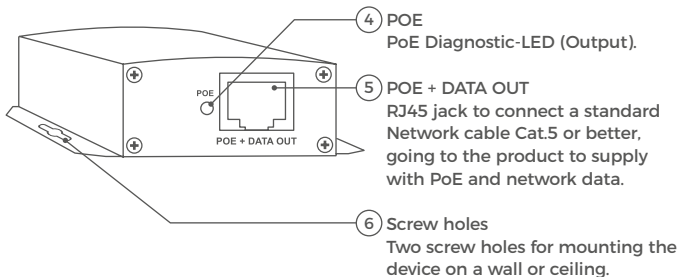 4 POE
PoE Diagnostic-LED (Output).
POE
POE + DATA OUT
5 POE + DATA OUT
RJ45 jack to connect a standard
Network cable Cat.5 or better,
going to the product to supply
with PoE and network data.
6 Screw holes
Two screw holes for mounting the
device on a wall or ceiling.